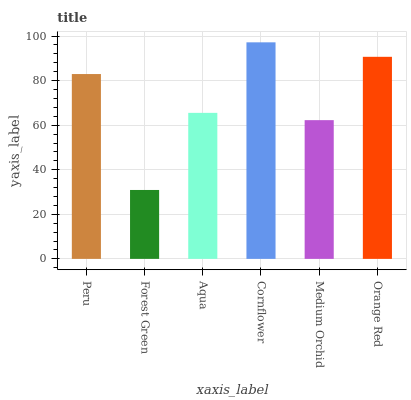 title
yaxis_label
100
80
60
40
20
0
Peru
Forest Green
Aqua
Cornflower
Medium Orchid
Orange Red
xaxis_label